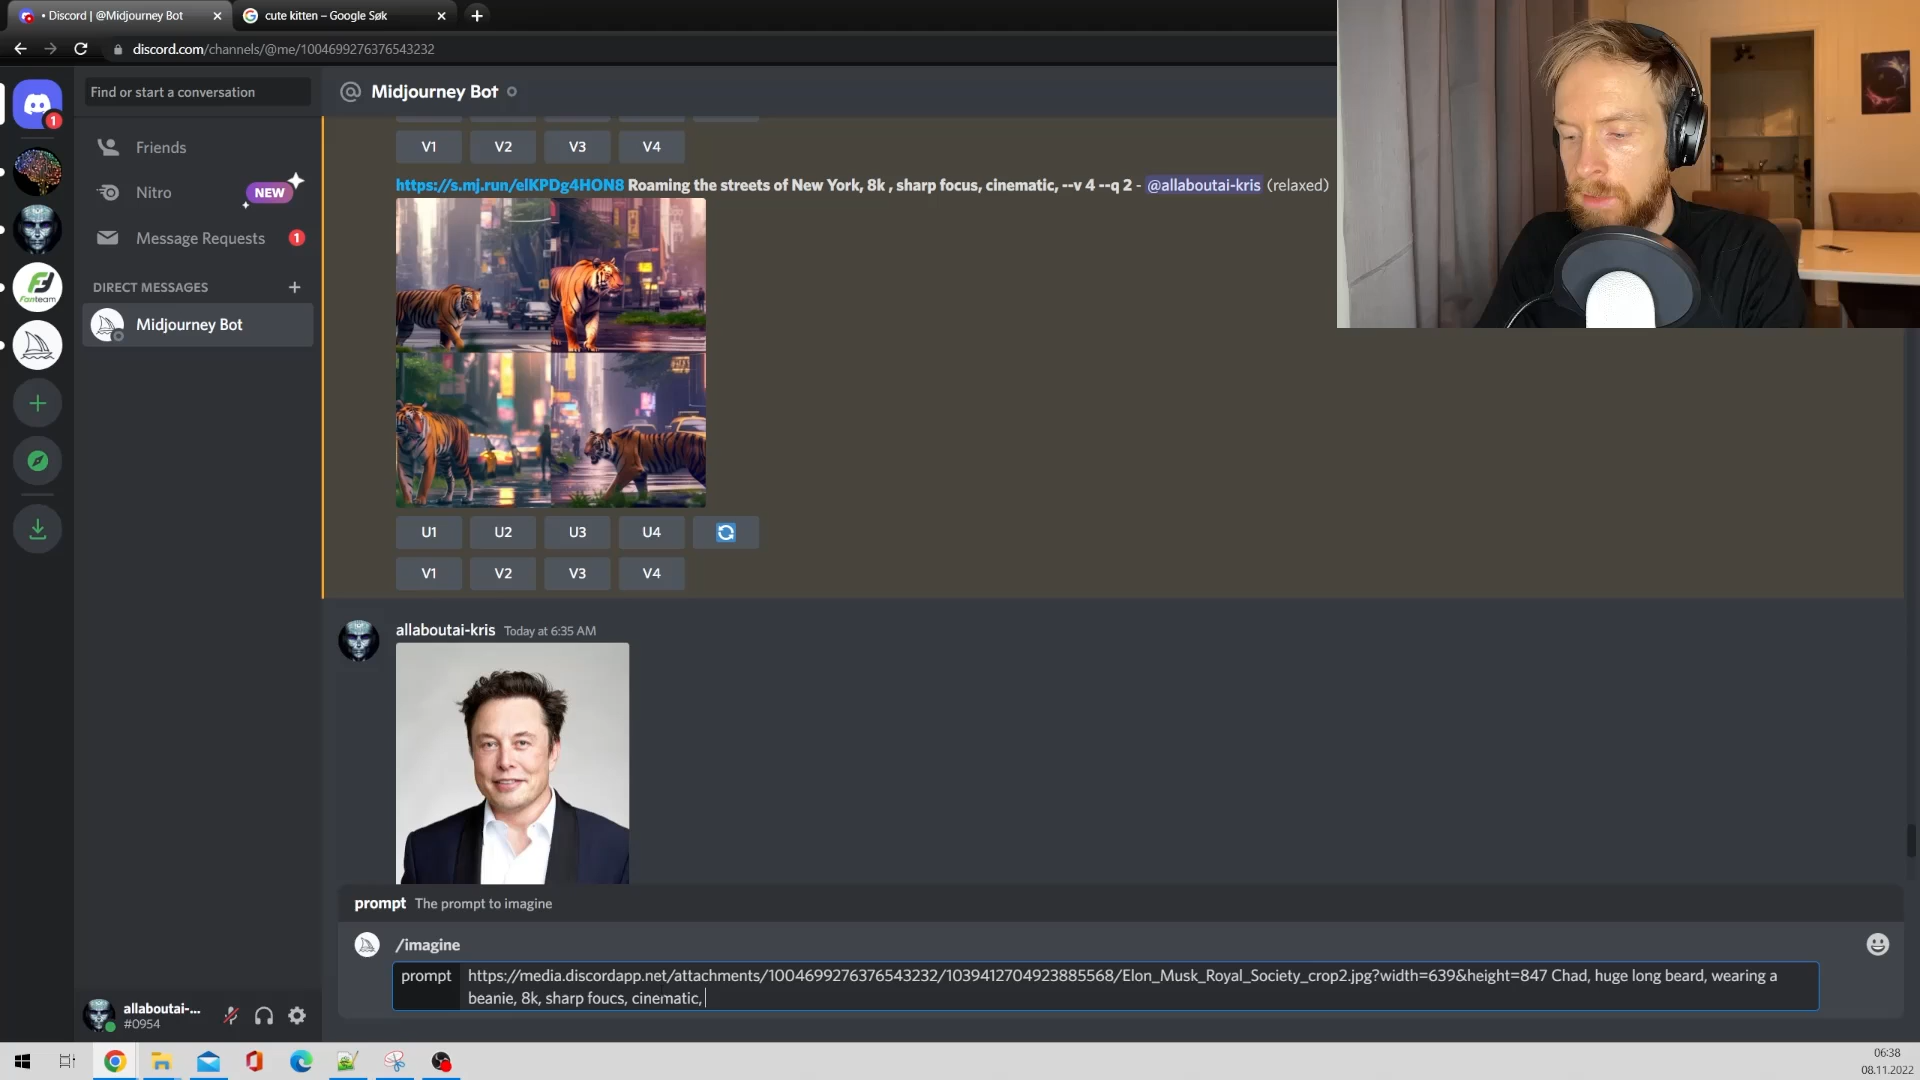 • Discord | @Midjourney Bot
cute kitten – Google Søk
discord.com/channels/@me/1004699276376543232
Find or start a conversation
Midjourney Bot
1
Friends
V1 V2 V3 V4
Nitro
NEW
https://s.mj.run/elKPDg4HON8 Roaming the streets of New York, 8k , sharp focus, cinematic, --v 4 --q 2 - @allaboutai-kris (relaxed)
Message Requests
1
DIRECT MESSAGES
Fanteam
Midjourney Bot
U1 U2 U3 U4
V1 V2 V3 V4
allaboutai-kris Today at 6:35 AM
prompt The prompt to imagine
/imagine
prompt https://media.discordapp.net/attachments/1004699276376543232/1039412704923885568/Elon_Musk_Royal_Society_crop2.jpg?width=639&height=847 Chad, huge long beard, wearing a
beanie, 8k, sharp foucs, cinematic,
allaboutai-...
#0954
06:38
08.11.2022